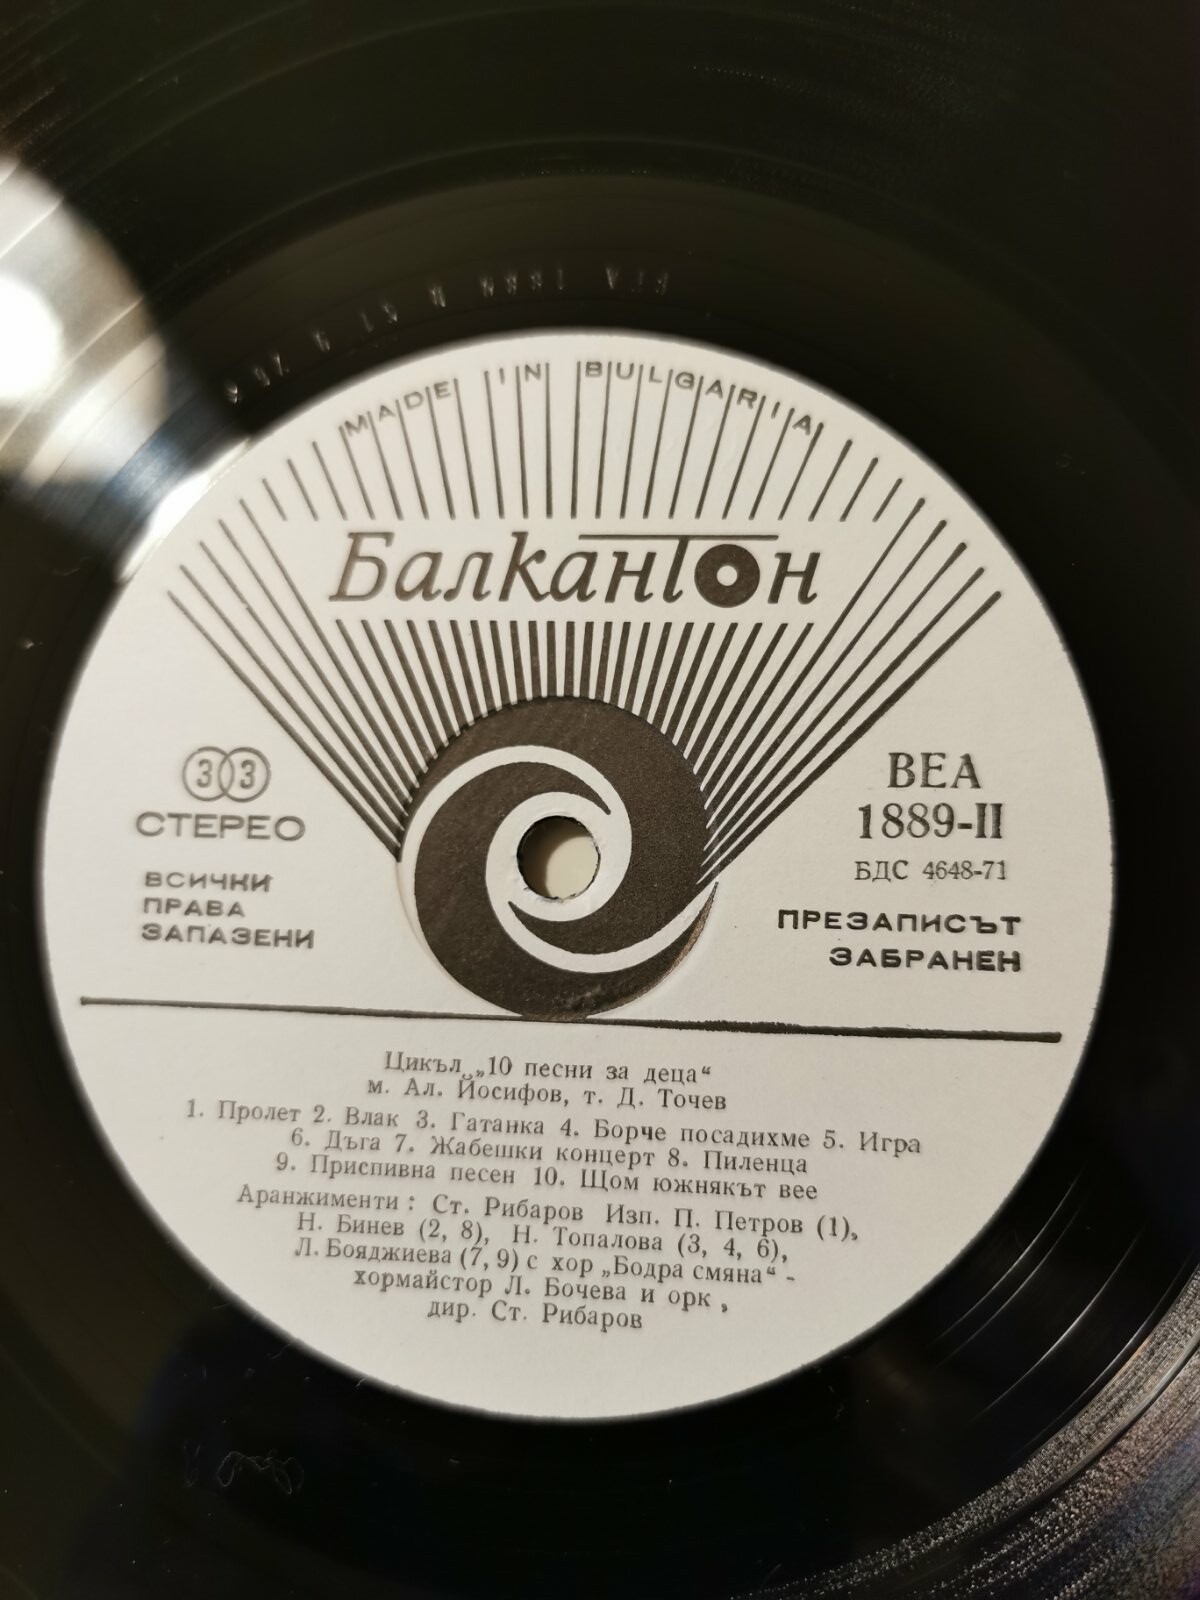 MADE IN BULGARIA
Балкантон
33
СТЕРЕО
ВСИЧКИ
ПРАВА
ЗАПАЗЕНИ
ВЕА
1889-II
БДС 4648-71
ПРЕЗАПИСЪТ
ЗАБРАНЕН
Цикъл „10 песни за деца“
м. Ал. Йосифов, т. Д. Точев
1. Пролет 2. Влак 3. Гатанка 4. Борче посадихме 5. Игра
6. Дъга 7. Жабешки концерт 8. Пиленца
9. Приспивна песен 10. Щом южнякът вее
Аранжименти: Ст. Рибаров Изп. П. Петров (1),
Н. Бинев (2, 8), Н. Топалова (3, 4, 6),
Л. Бояджиева (7, 9) с хор „Бодра смяна“ -
хормайстор Л. Бочева и орк,
дир. Ст. Рибаров